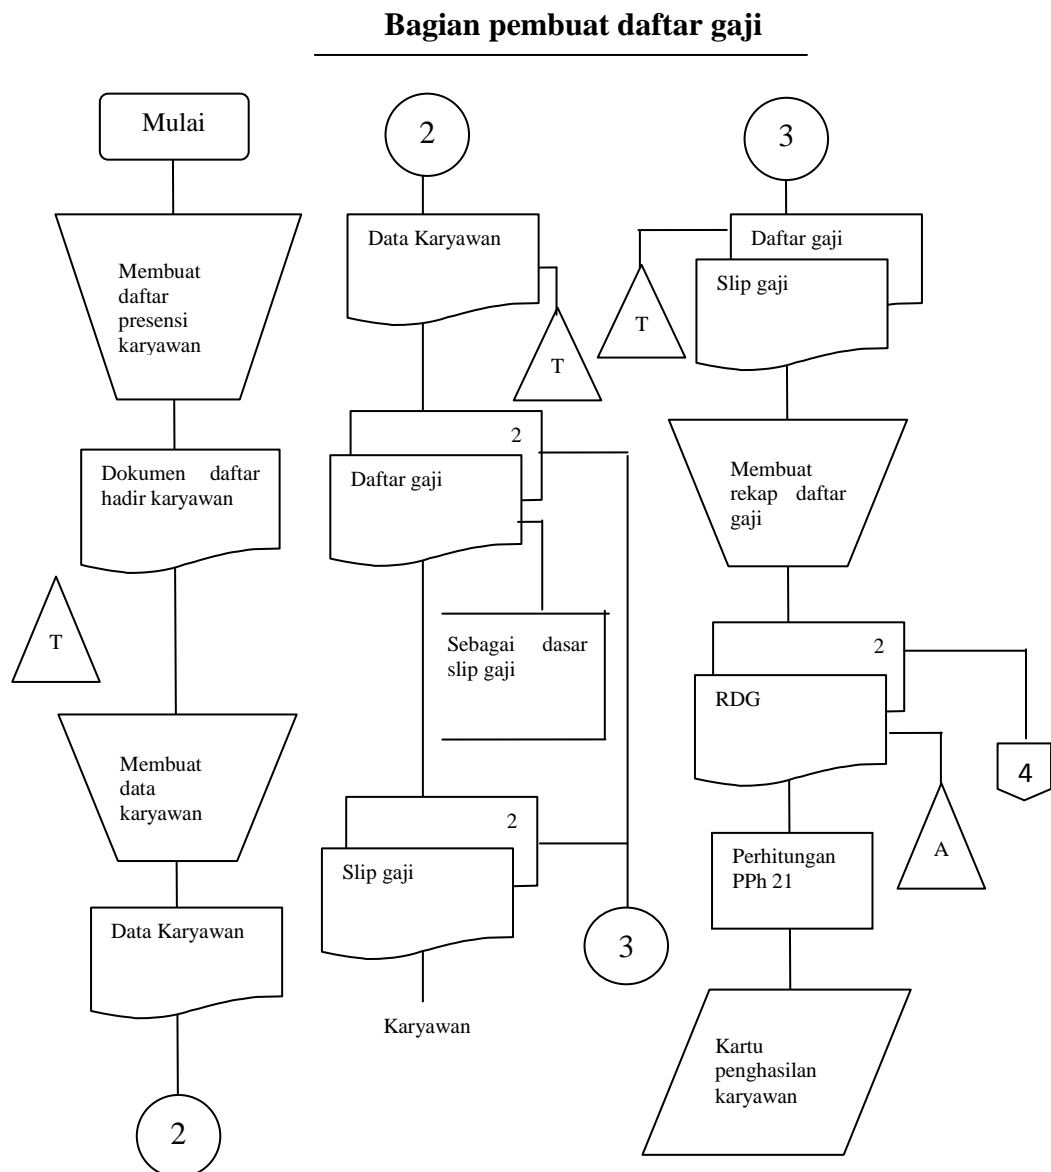 Bagian pembuat daftar gaji
Mulai
Membuat
daftar
presensi
karyawan
Dokumen daftar
hadir karyawan
T
Membuat
data
karyawan
Data Karyawan
2
2
Data Karyawan
T
2
Daftar gaji
Sebagai dasar
slip gaji
2
Slip gaji
3
Karyawan
3
Daftar gaji
Slip gaji
T
Membuat
rekap daftar
gaji
2
RDG
4
A
Perhitungan
PPh 21
Kartu
penghasilan
karyawan